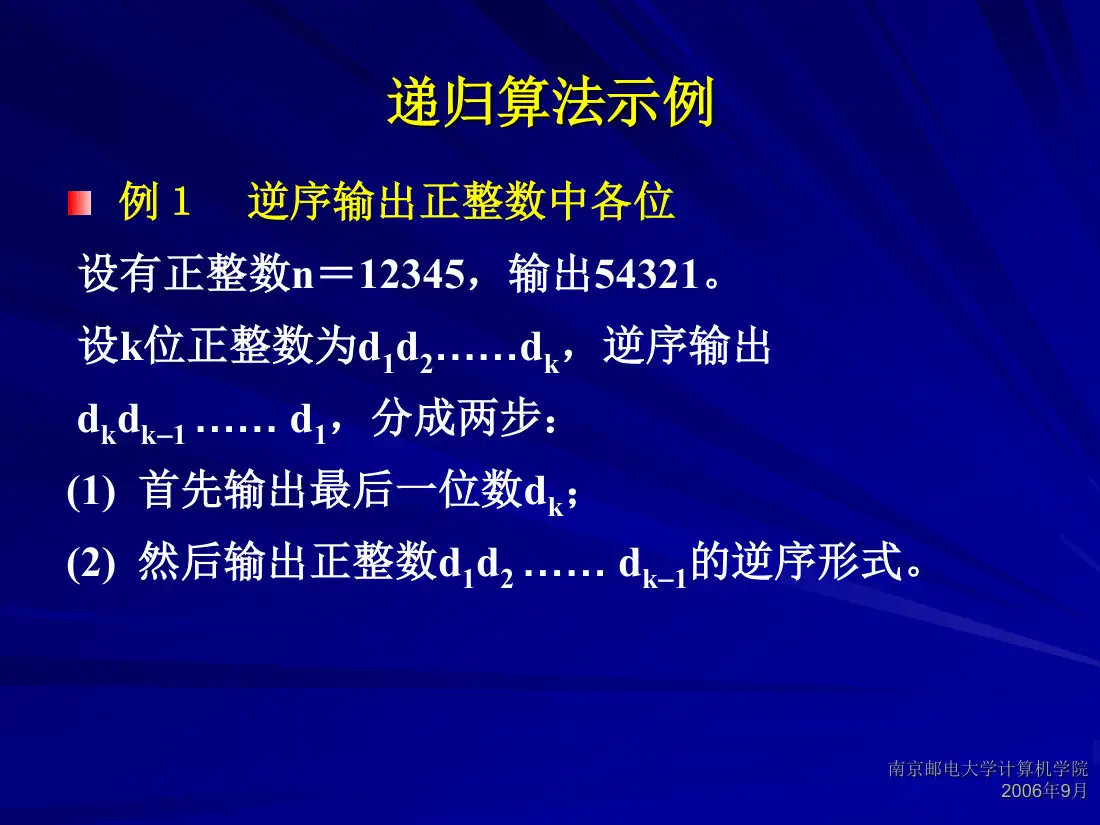 递归算法示例
例１ 逆序输出正整数中各位
设有正整数n＝12345，输出54321。
设k位正整数为d1d2……dk，逆序输出
dkdk–1 …… d1，分成两步：
(1) 首先输出最后一位数dk；
(2) 然后输出正整数d1d2 …… dk–1的逆序形式。
南京邮电大学计算机学院
2006年9月